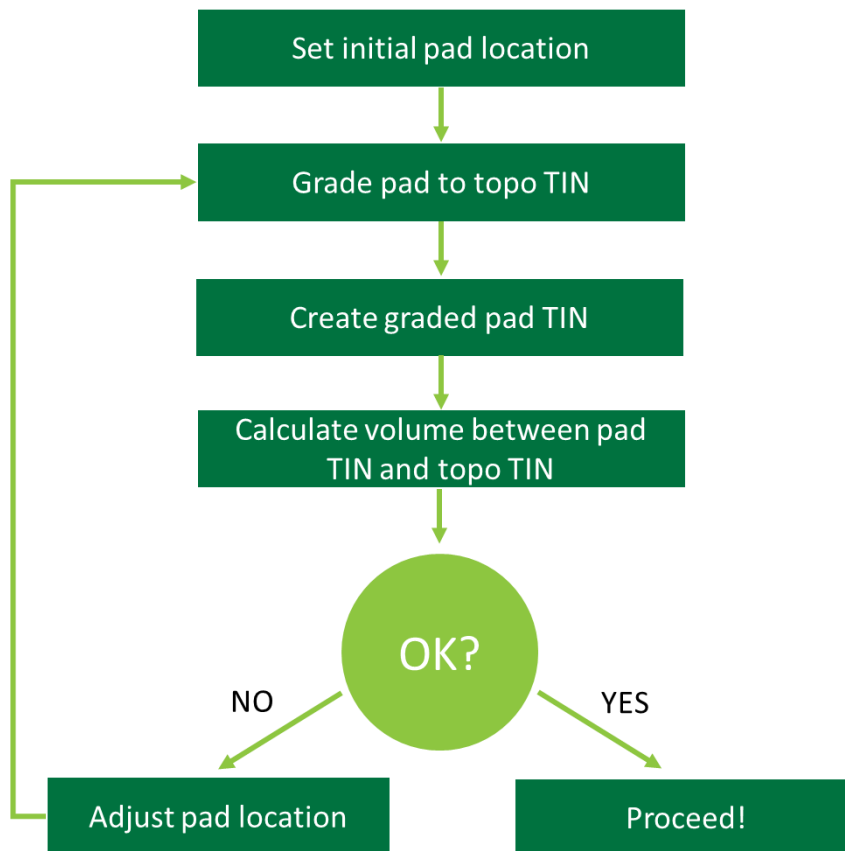 Set initial pad location
Grade pad to topo TIN
Create graded pad TIN
Calculate volume between pad
TIN and topo TIN
OK?
NO
YES
Adjust pad location
Proceed!